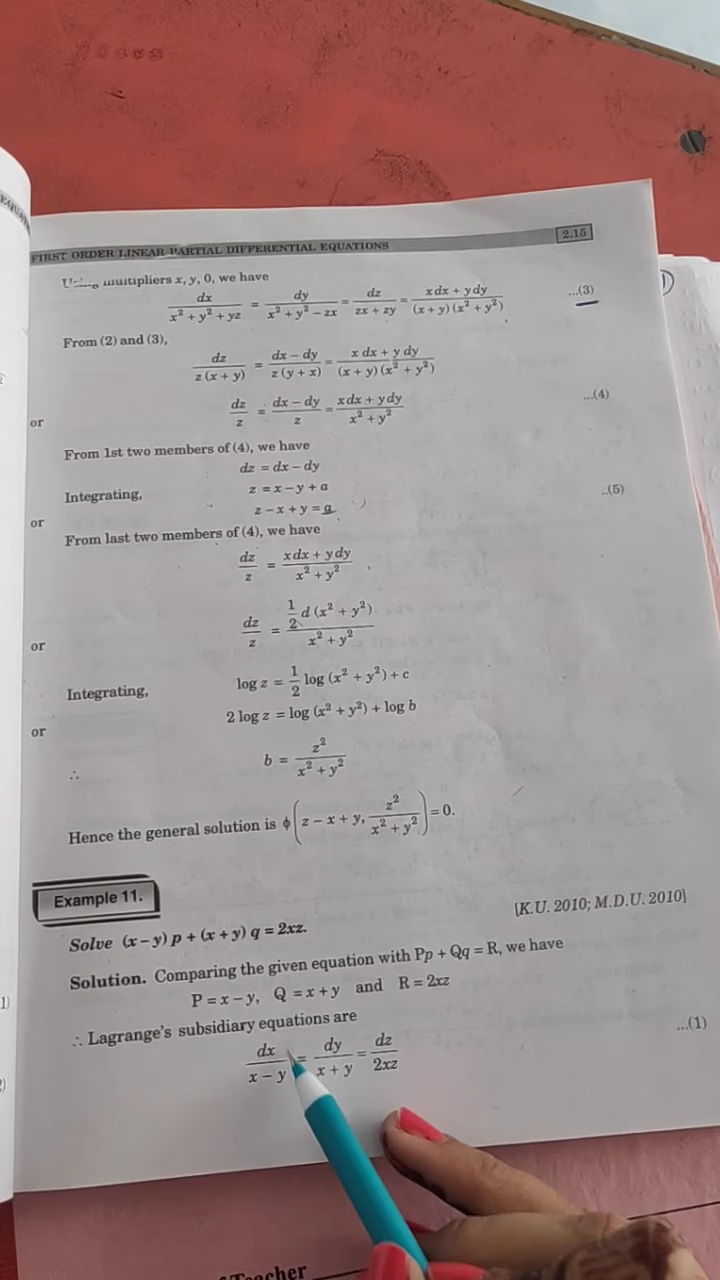 FIRST ORDER LINEAR PARTIAL DIFFERENTIAL EQUATIONS 2.15
multipliers x, y, 0, we have
dx/(x² + y² + yz) = dy/(x² + y² − zx) = dz/(zx + zy) = (x dx + y dy)/((x + y)(x² + y²)) ...(3)
From (2) and (3),
dz/(z(x + y)) = (dx − dy)/(z(y + x)) = (x dx + y dy)/((x + y)(x² + y²))
or dz/z = (dx − dy)/z = (x dx + y dy)/(x² + y²) ...(4)
From 1st two members of (4), we have
dz = dx − dy
Integrating, z = x − y + a
or z − x + y = a ..(5)
From last two members of (4), we have
dz/z = (x dx + y dy)/(x² + y²)
or dz/z = (1/2 d(x² + y²))/(x² + y²)
Integrating, log z = 1/2 log (x² + y²) + c
or 2 log z = log (x² + y²) + log b
∴ b = z²/(x² + y²)
Hence the general solution is ϕ(z − x + y, z²/(x² + y²)) = 0.
Example 11.
[K.U. 2010; M.D.U. 2010]
Solve (x − y) p + (x + y) q = 2xz.
Solution. Comparing the given equation with Pp + Qq = R, we have
P = x − y, Q = x + y and R = 2xz
∴ Lagrange's subsidiary equations are
dx/(x − y) = dy/(x + y) = dz/2xz ...(1)
1)
2)